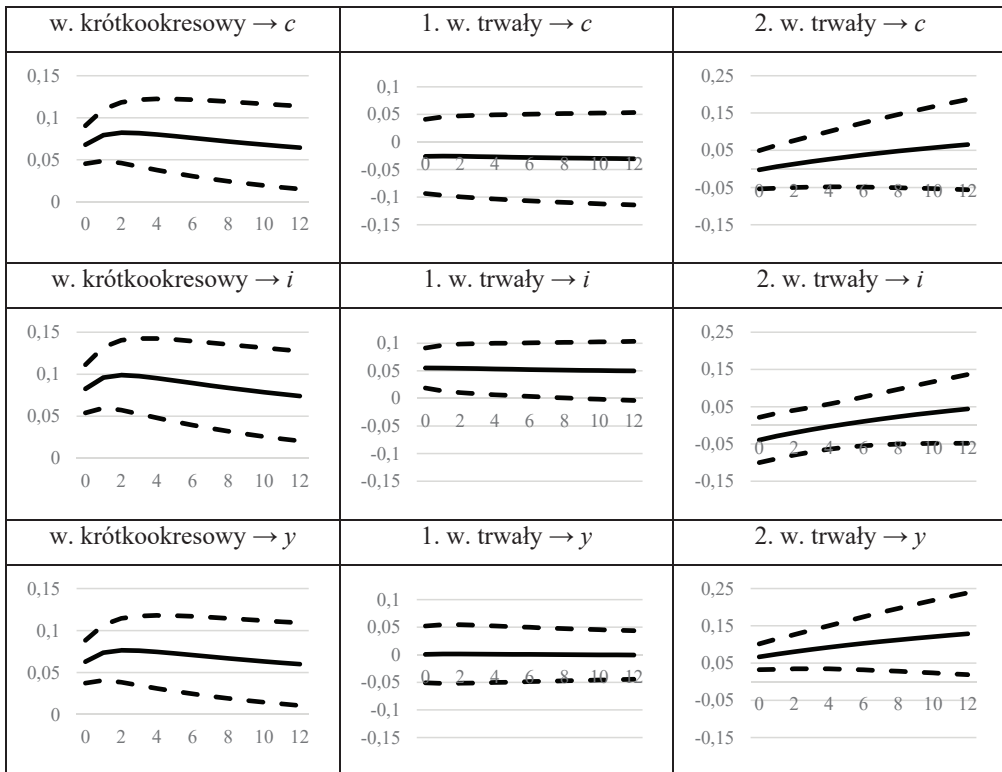 w. krótkookresowy → c
1. w. trwały → c
2. w. trwały → c
0,15
0,1
0,05
0
0 2 4 6 8 10 12
0,1
0,05
0
-0,05
-0,1
-0,15
0 2 4 6 8 10 12
0,25
0,15
0,05
-0,05
-0,15
0 2 4 6 8 10 12
w. krótkookresowy → i
1. w. trwały → i
2. w. trwały → i
0,15
0,1
0,05
0
0 2 4 6 8 10 12
0,1
0,05
0
-0,05
-0,1
-0,15
0 2 4 6 8 10 12
0,25
0,15
0,05
-0,05
-0,15
0 2 4 6 8 10 12
w. krótkookresowy → y
1. w. trwały → y
2. w. trwały → y
0,15
0,1
0,05
0
0 2 4 6 8 10 12
0,1
0,05
0
-0,05
-0,1
-0,15
0 2 4 6 8 10 12
0,25
0,15
0,05
-0,05
-0,15
0 2 4 6 8 10 12